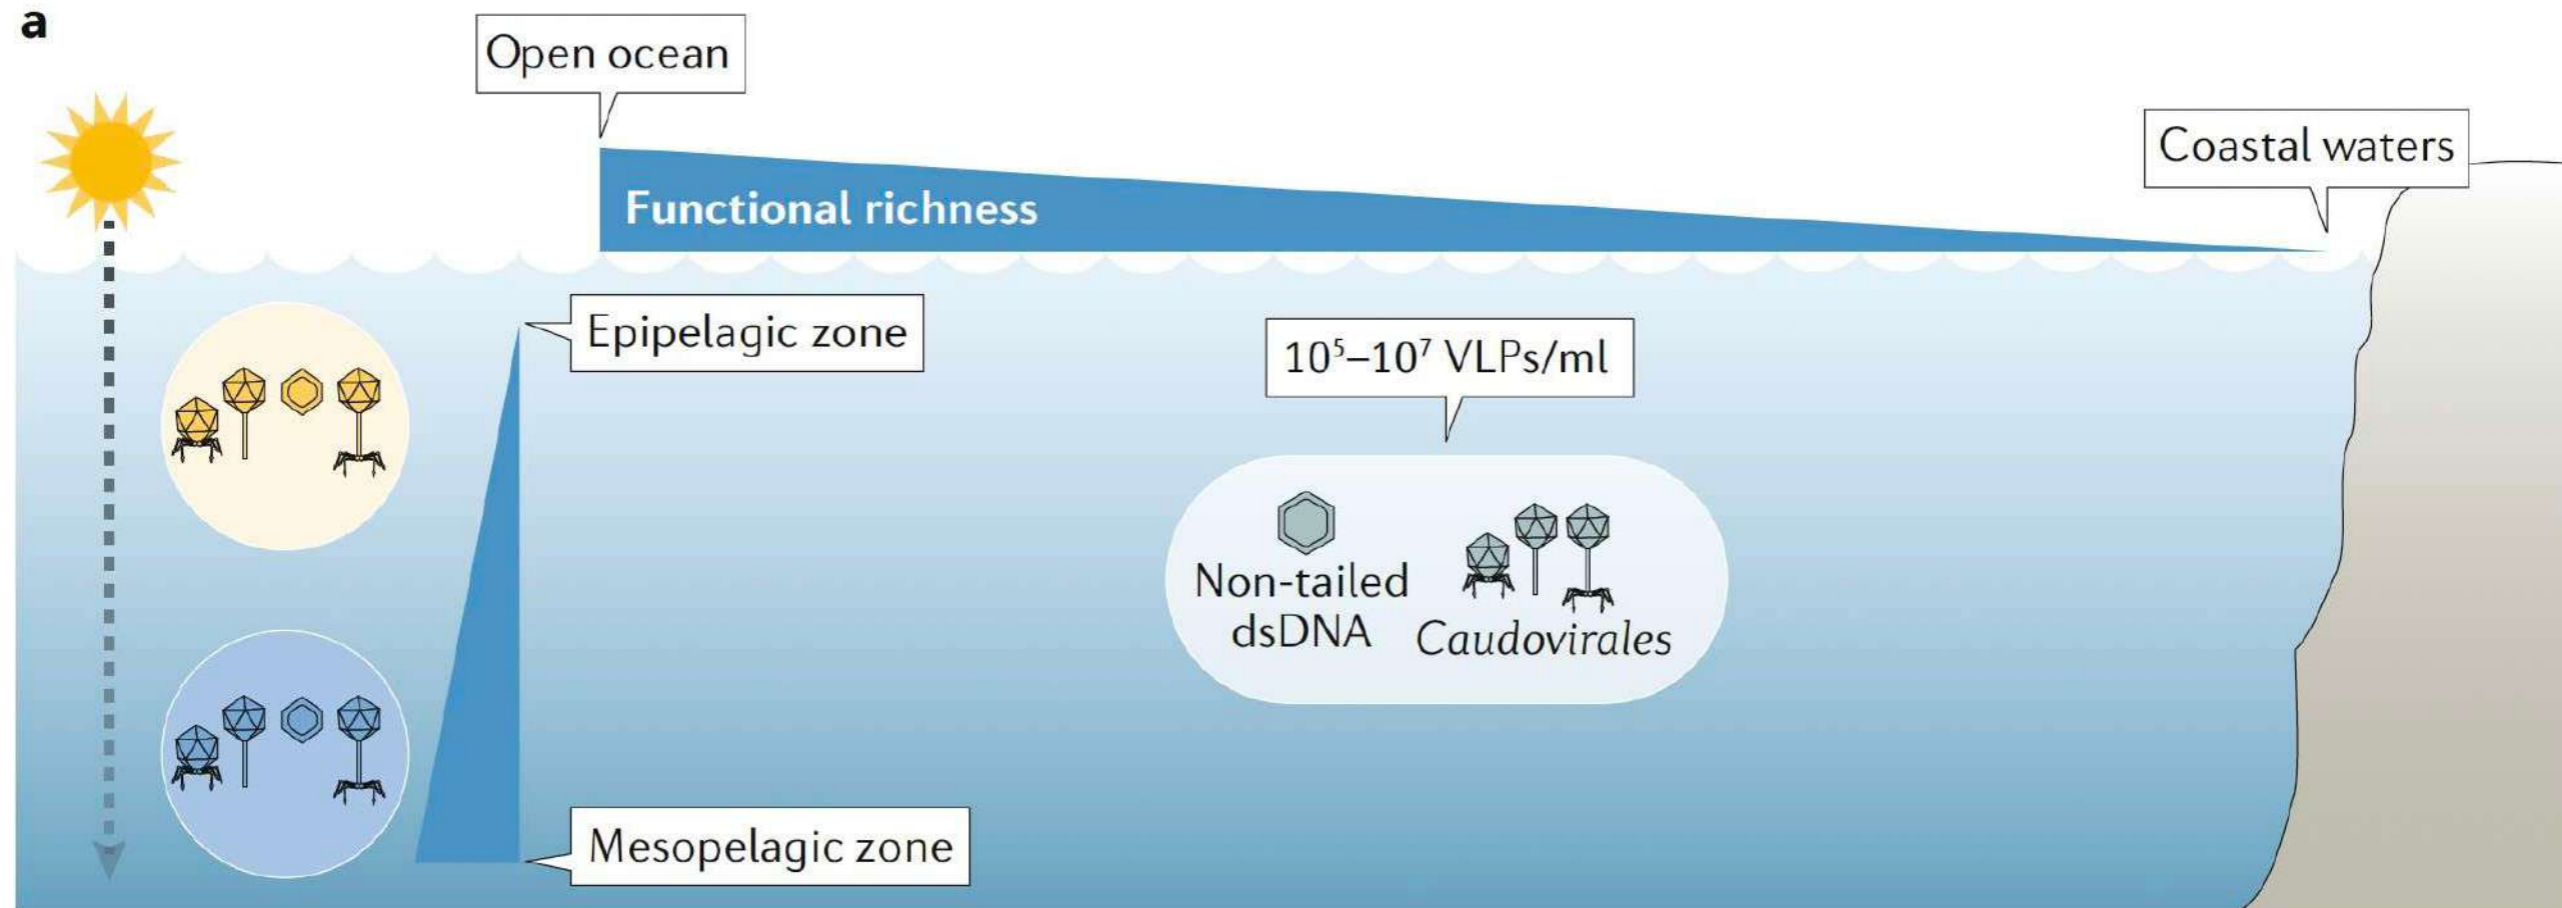 a
Open ocean
Coastal waters
Functional richness
Epipelagic zone
10⁵–10⁷ VLPs/ml
Non-tailed
dsDNA
Caudovirales
Mesopelagic zone